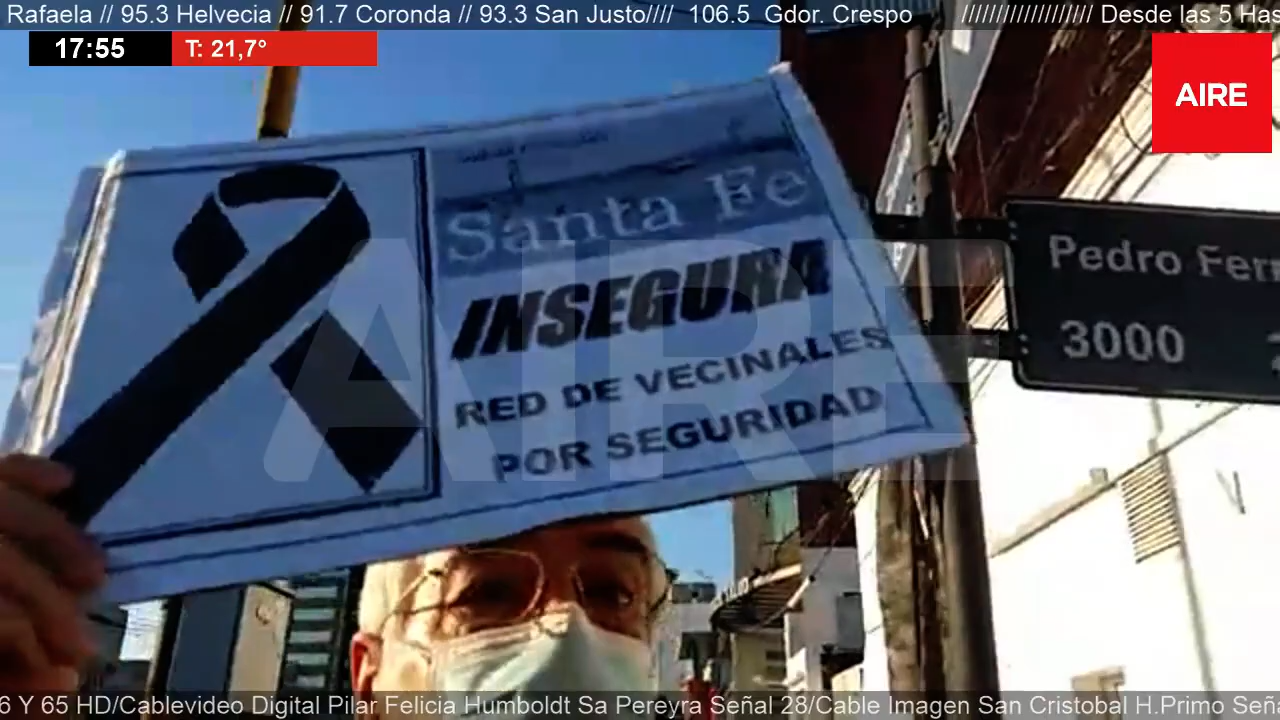 Rafaela // 95.3 Helvecia // 91.7 Coronda // 93.3 San Justo//// 106.5 Gdor. Crespo ////////////////// Desde las 5 Has
17:55 T: 21,7°
AIRE
Santa Fe
INSEGURA
RED DE VECINALES
POR SEGURIDAD
AIRE
Pedro Ferr
3000
6 Y 65 HD/Cablevideo Digital Pilar Felicia Humboldt Sa Pereyra Señal 28/Cable Imagen San Cristobal H.Primo Seña